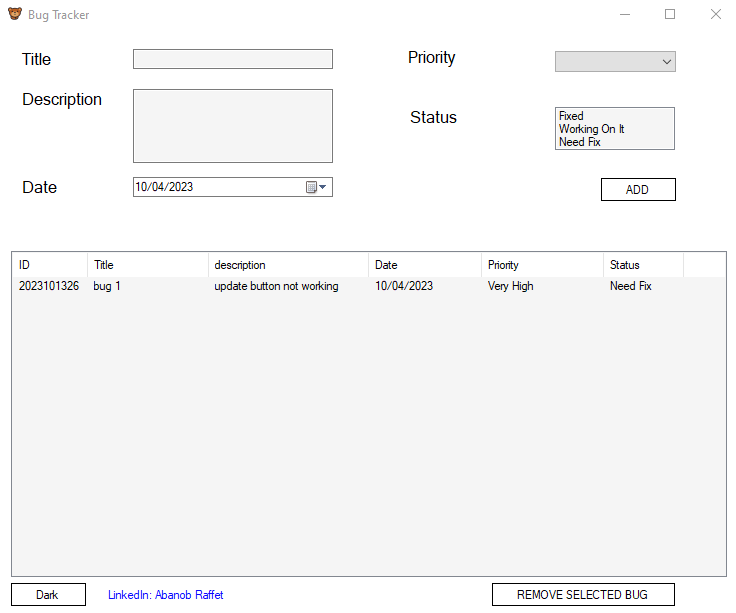 Bug Tracker
Title
Priority
Description
Status
Fixed
Working On It
Need Fix
Date
10/04/2023
ADD
ID Title description Date Priority Status
2023101326 bug 1 update button not working 10/04/2023 Very High Need Fix
Dark
LinkedIn: Abanob Raffet
REMOVE SELECTED BUG